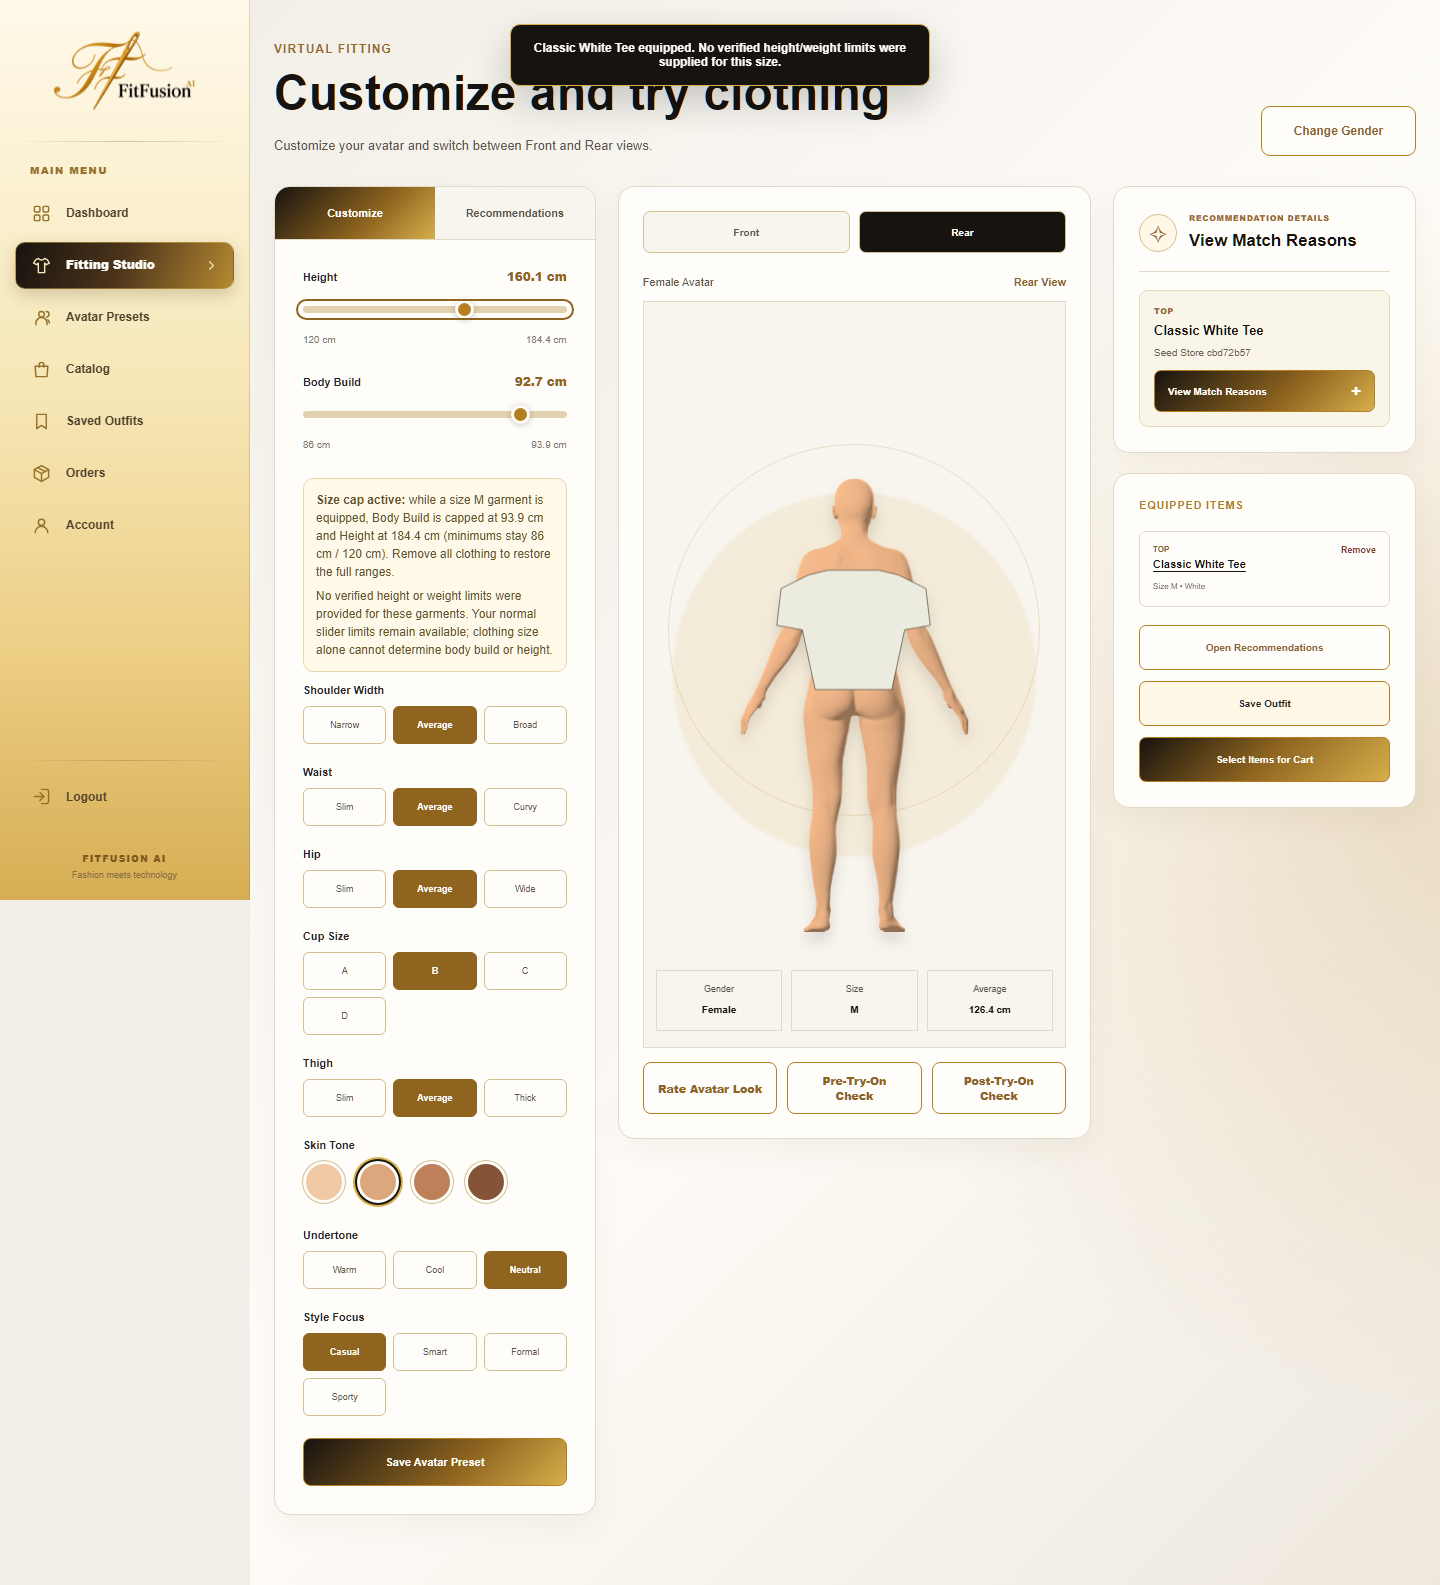 FitFusion AI
MAIN MENU
Dashboard
Fitting Studio
Avatar Presets
Catalog
Saved Outfits
Orders
Account
Logout
FITFUSION AI
Fashion meets technology
Classic White Tee equipped. No verified height/weight limits were
supplied for this size.
VIRTUAL FITTING
Customize and try clothing
Customize your avatar and switch between Front and Rear views.
Change Gender
Customize
Recommendations
Height
160.1 cm
120 cm
184.4 cm
Body Build
92.7 cm
86 cm
93.9 cm
Size cap active: while a size M garment is
equipped, Body Build is capped at 93.9 cm
and Height at 184.4 cm (minimums stay 86
cm / 120 cm). Remove all clothing to restore
the full ranges.
No verified height or weight limits were
provided for these garments. Your normal
slider limits remain available; clothing size
alone cannot determine body build or height.
Shoulder Width
Narrow
Average
Broad
Waist
Slim
Average
Curvy
Hip
Slim
Average
Wide
Cup Size
A
B
C
D
Thigh
Slim
Average
Thick
Skin Tone
Undertone
Warm
Cool
Neutral
Style Focus
Casual
Smart
Formal
Sporty
Save Avatar Preset
Front
Rear
Female Avatar
Rear View
Gender
Female
Size
M
Average
126.4 cm
Rate Avatar Look
Pre-Try-On
Check
Post-Try-On
Check
RECOMMENDATION DETAILS
View Match Reasons
TOP
Classic White Tee
Seed Store cbd72b57
View Match Reasons +
EQUIPPED ITEMS
TOP
Remove
Classic White Tee
Size M • White
Open Recommendations
Save Outfit
Select Items for Cart